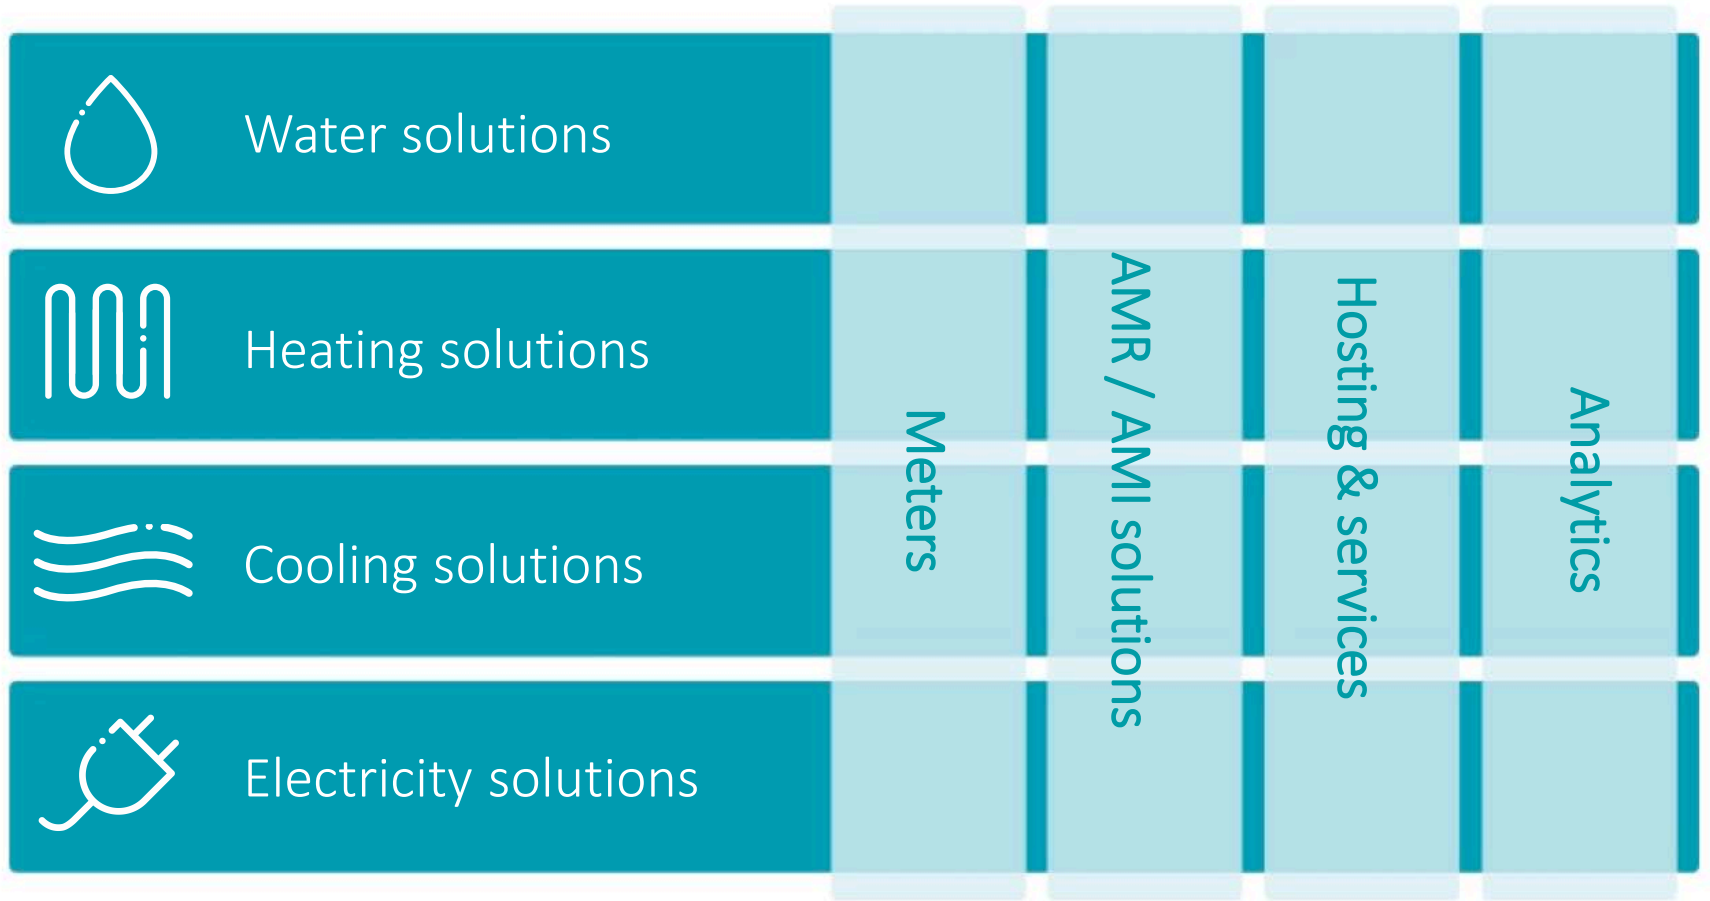 Water solutions
Heating solutions
Cooling solutions
Electricity solutions
Meters
AMR / AMI solutions
Hosting & services
Analytics